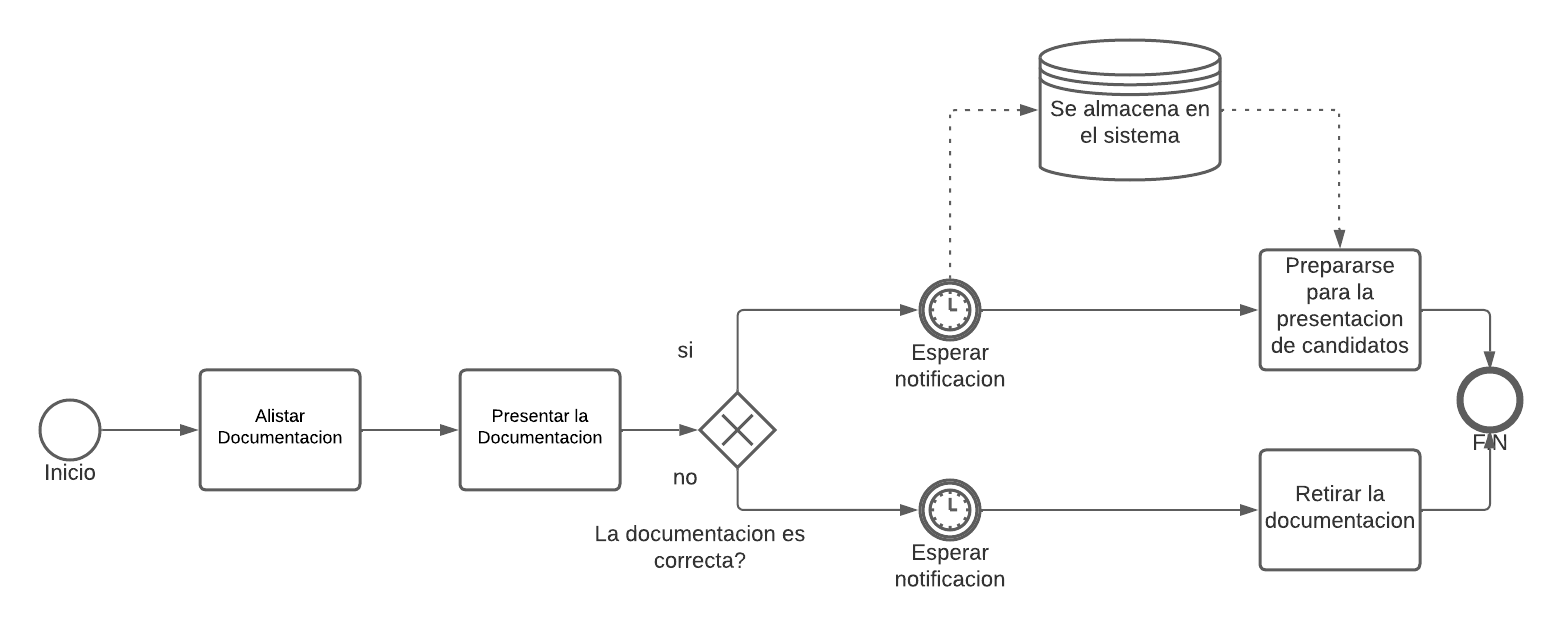 Se almacena en
el sistema
Prepararse
para la
presentacion
de candidatos
si
Esperar
notificacion
Alistar
Documentacion
Presentar la
Documentacion
Inicio
FIN
no
La documentacion es
correcta?
Esperar
notificacion
Retirar la
documentacion